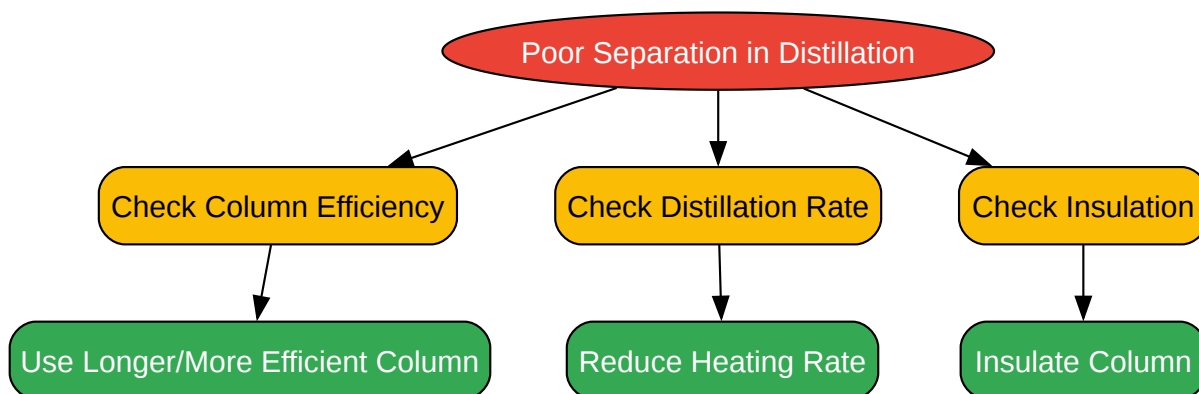 Poor Separation in Distillation
Check Column Efficiency
Check Distillation Rate
Check Insulation
Use Longer/More Efficient Column
Reduce Heating Rate
Insulate Column